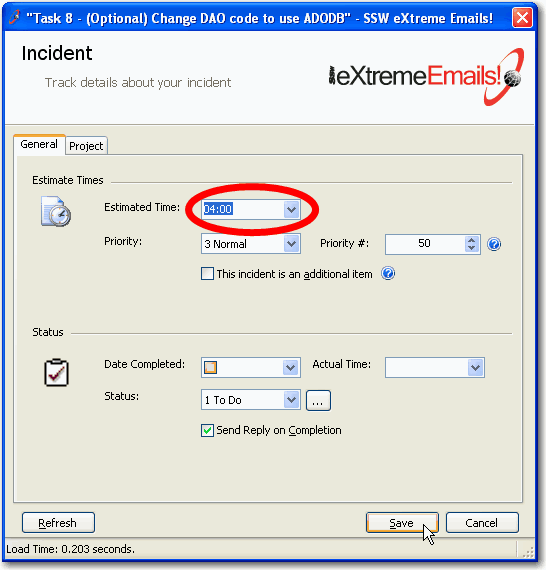 "Task 8 - (Optional) Change DAO code to use ADODB" - SSW eXtreme Emails!
Incident
Track details about your incident
SSW eXtremeEmails!
General Project
Estimate Times
Estimated Time: 04:00
Priority: 3 Normal Priority #: 50 ?
This incident is an additional item ?
Status
Date Completed: Actual Time:
Status: 1 To Do ...
Send Reply on Completion
Refresh Save Cancel
Load Time: 0.203 seconds.